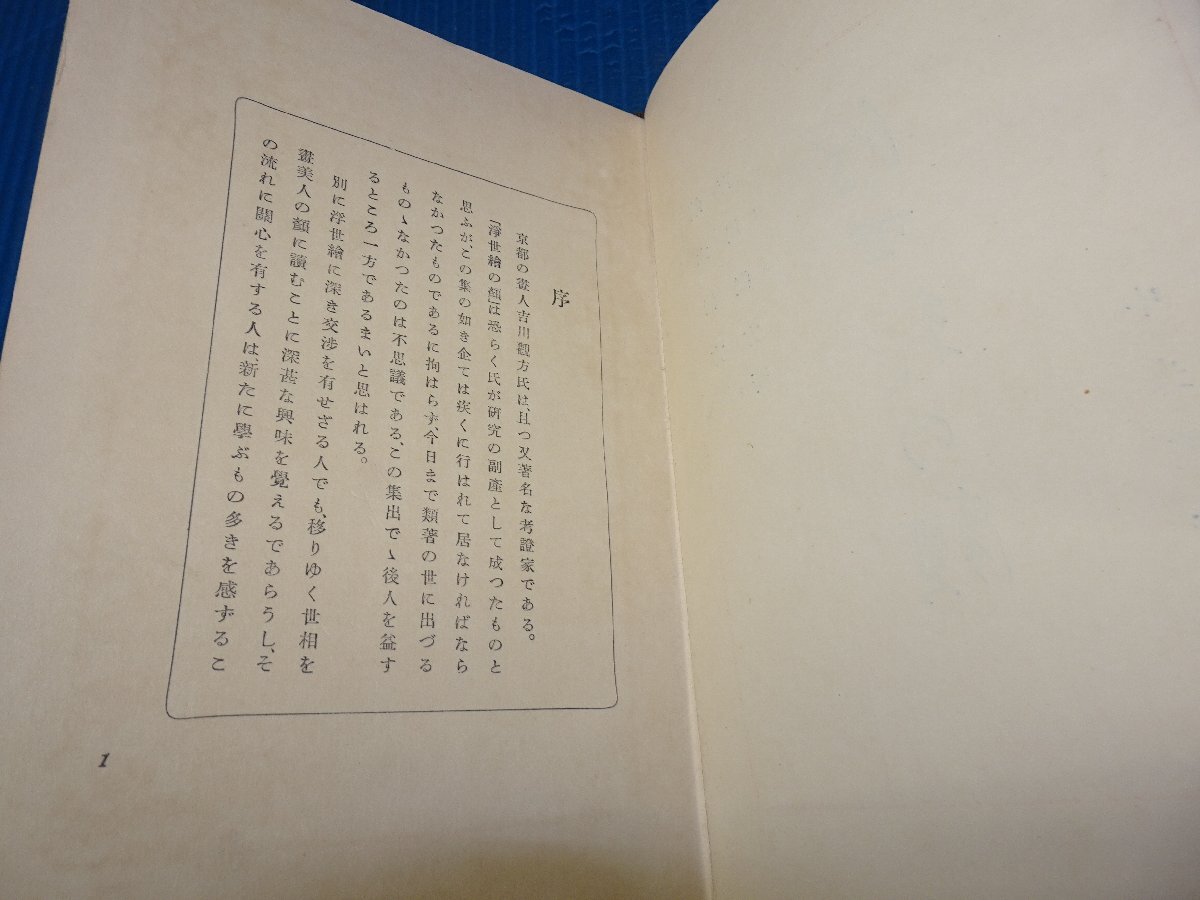 序
京都の畫人吉川觀方氏は、且つ又著名な考證家である。
「浮世繪の顏」は恐らく氏が研究の副產として成つたものと
思ふが、この集の如き企ては疾くに行はれて居なければなら
なかつたものであるに拘はらず、今日まで類著の世に出づる
ものゝなかつたのは不思議である、この集出でゝ後人を益す
るところ一方であるまいと思はれる。
別に浮世繪に深き交涉を有せざる人でも、移りゆく世相を
畫美人の顏に讀むことに深甚な興味を覺えるであらうし、そ
の流れに關心を有する人は、新たに學ぶもの多きを感ずるこ
1